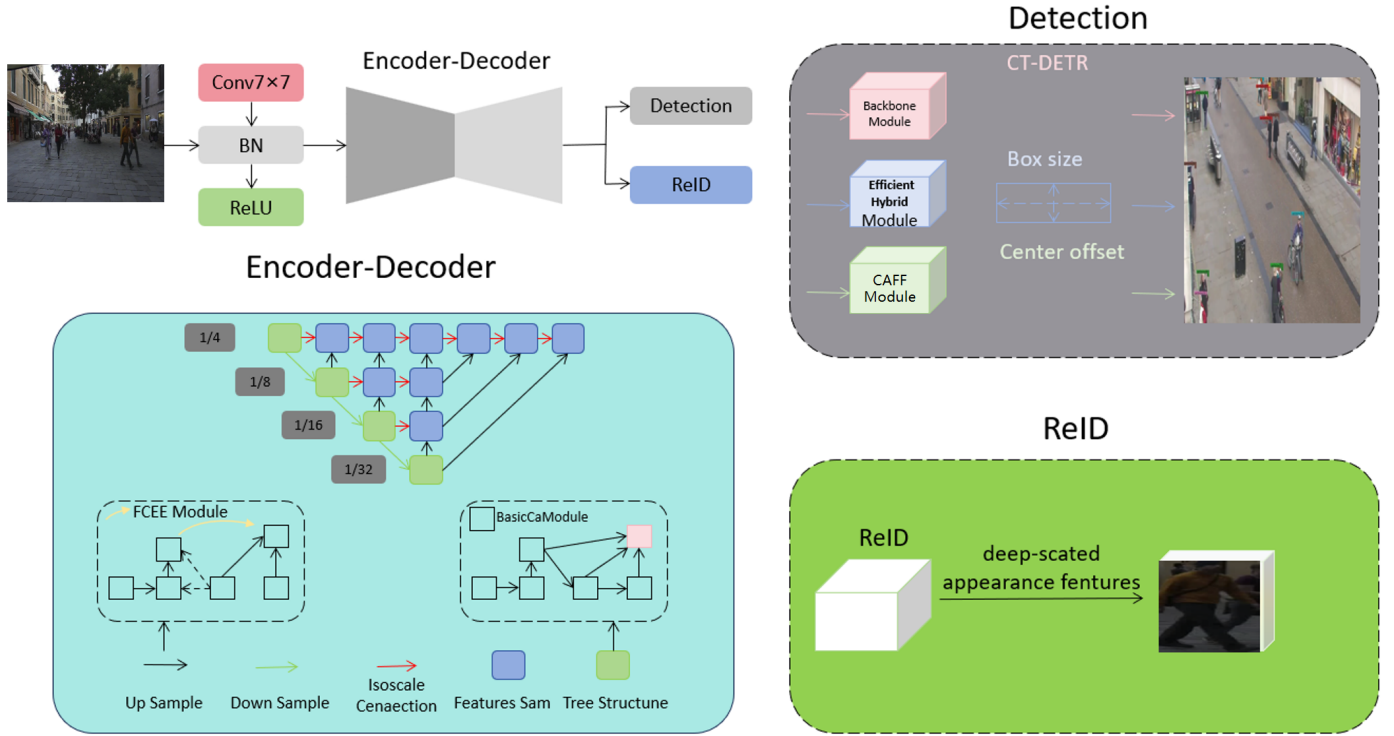 Conv7×7
BN
ReLU
Encoder-Decoder
Detection
ReID
Encoder-Decoder
1/4
1/8
1/16
1/32
FCEE Module
BasicCaModule
Up Sample
Down Sample
Isoscale
Cenaection
Features Sam
Tree Structune
Detection
CT-DETR
Backbone
Module
Efficient
Hybrid
Module
CAFF
Module
Box size
Center offset
ReID
ReID
deep-scated
appearance fentures